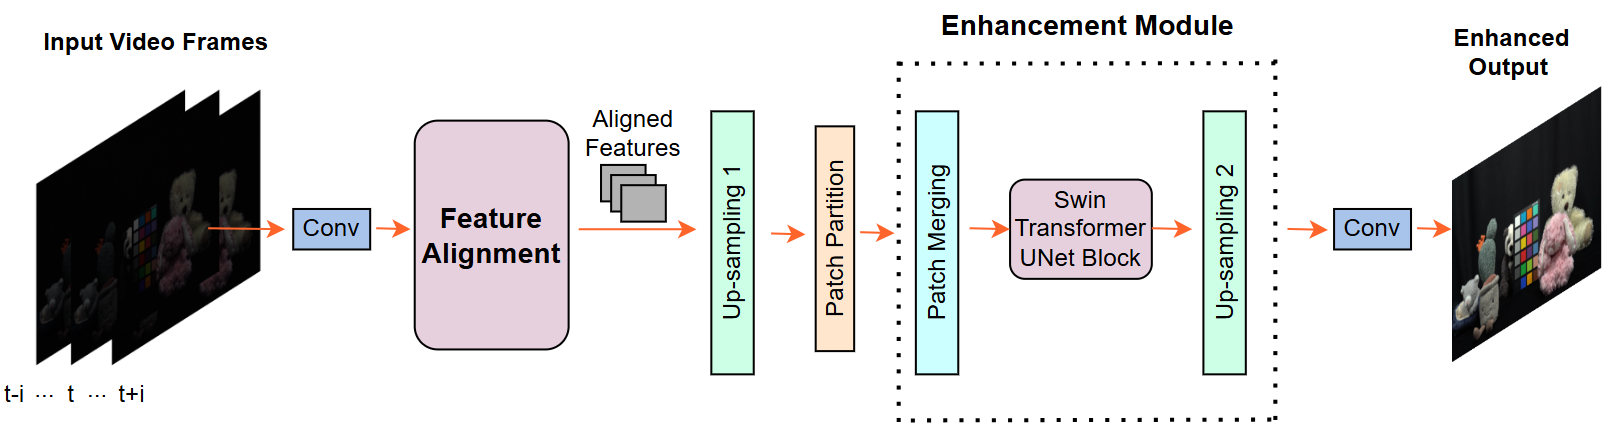 Input Video Frames
t-i ... t ... t+i
Conv
Feature
Alignment
Aligned
Features
Up-sampling 1
Patch Partition
Enhancement Module
Patch Merging
Swin
Transformer
UNet Block
Up-sampling 2
Conv
Enhanced
Output